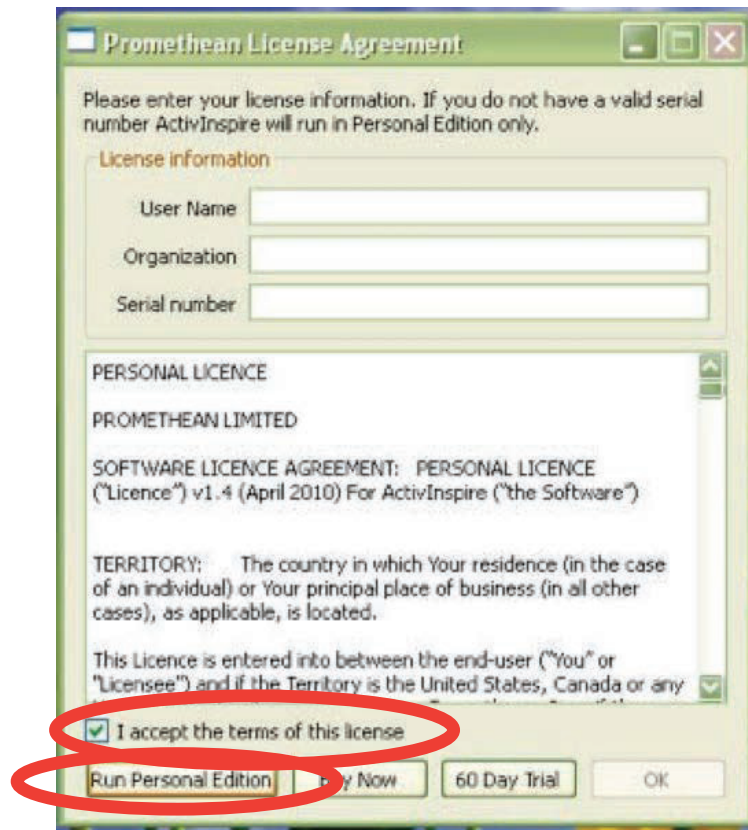 Promethean License Agreement
Please enter your license information. If you do not have a valid serial
number ActivInspire will run in Personal Edition only.
License information
User Name
Organization
Serial number
PERSONAL LICENCE
PROMETHEAN LIMITED
SOFTWARE LICENCE AGREEMENT: PERSONAL LICENCE
("Licence") v1.4 (April 2010) For ActivInspire ("the Software")
TERRITORY: The country in which Your residence (in the case
of an individual) or Your principal place of business (in all other
cases), as applicable, is located.
This Licence is entered into between the end-user ("You" or
"Licensee") and if the Territory is the United States, Canada or any
I accept the terms of this license
Run Personal Edition
Now
60 Day Trial
OK